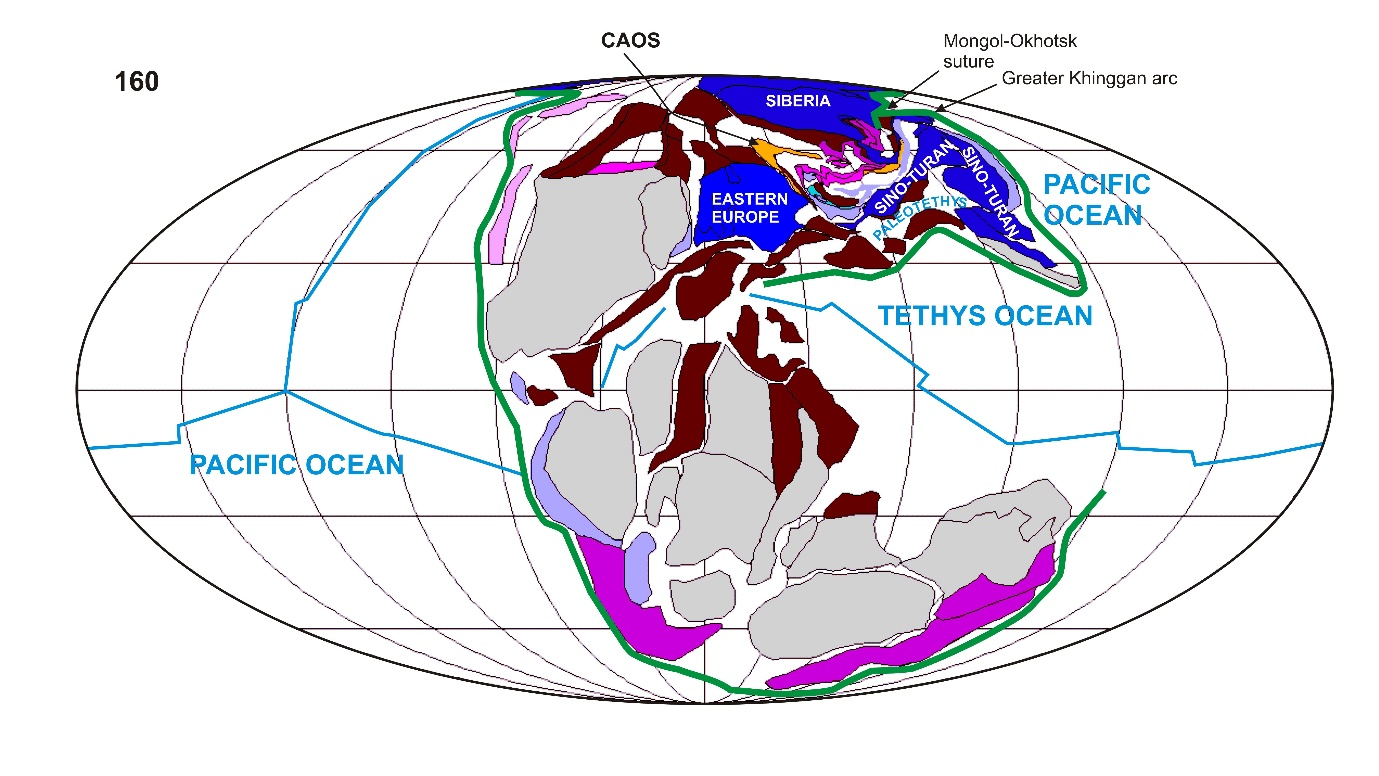 CAOS
Mongol-Okhotsk
suture
160
Greater Khinggan arc
SIBERIA
SINO-TURAN
SINO-TURAN
PACIFIC
OCEAN
EASTERN
EUROPE
PALEOTETHYS
TETHYS OCEAN
PACIFIC OCEAN